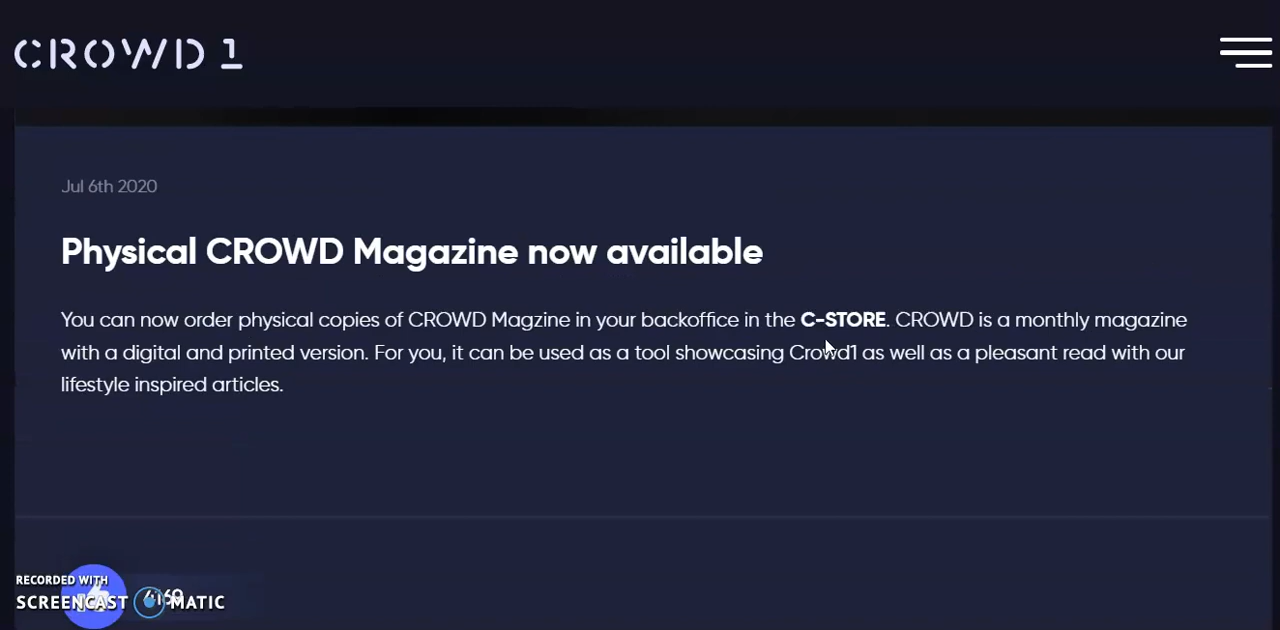 CROWD 1
Jul 6th 2020
Physical CROWD Magazine now available
You can now order physical copies of CROWD Magzine in your backoffice in the C-STORE. CROWD is a monthly magazine
with a digital and printed version. For you, it can be used as a tool showcasing Crowd1 as well as a pleasant read with our
lifestyle inspired articles.
RECORDED WITH
SCREENCAST MATIC